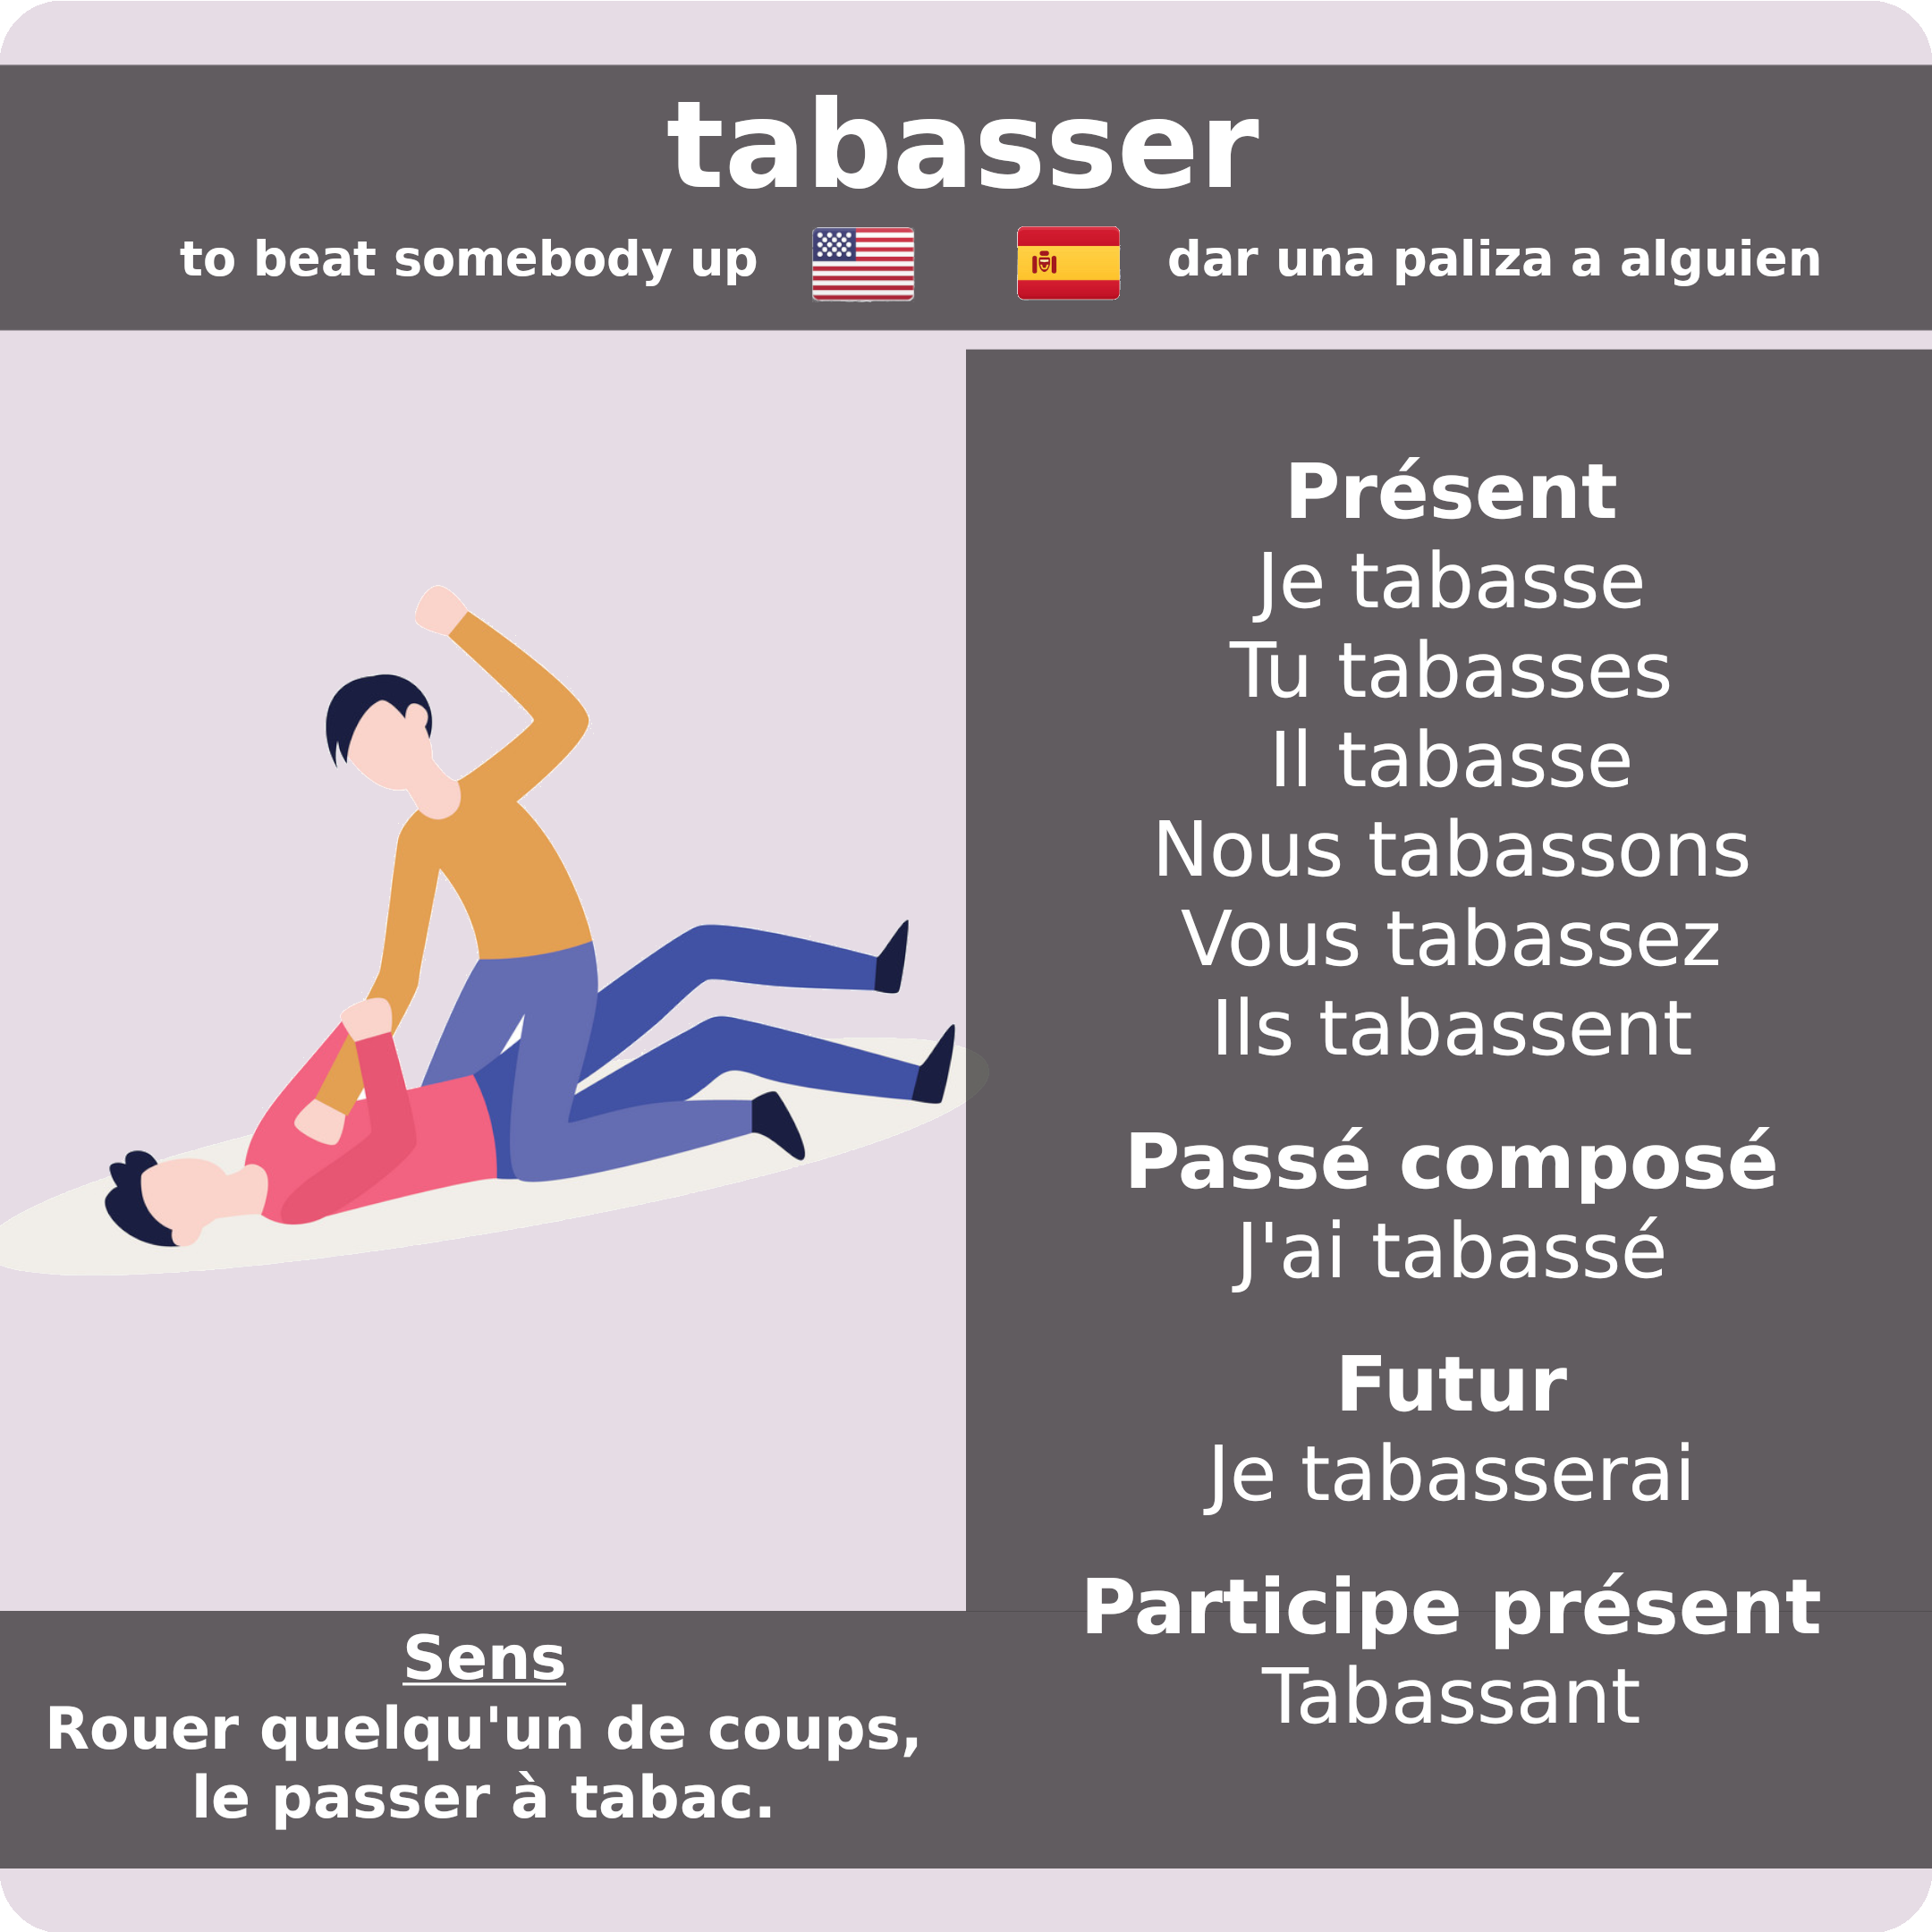 tabasser
to beat somebody up
dar una paliza a alguien
Présent
Je tabasse
Tu tabasses
Il tabasse
Nous tabassons
Vous tabassez
Ils tabassent
Passé composé
J'ai tabassé
Futur
Je tabasserai
Participe présent
Tabassant
Sens
Rouer quelqu'un de coups,
le passer à tabac.